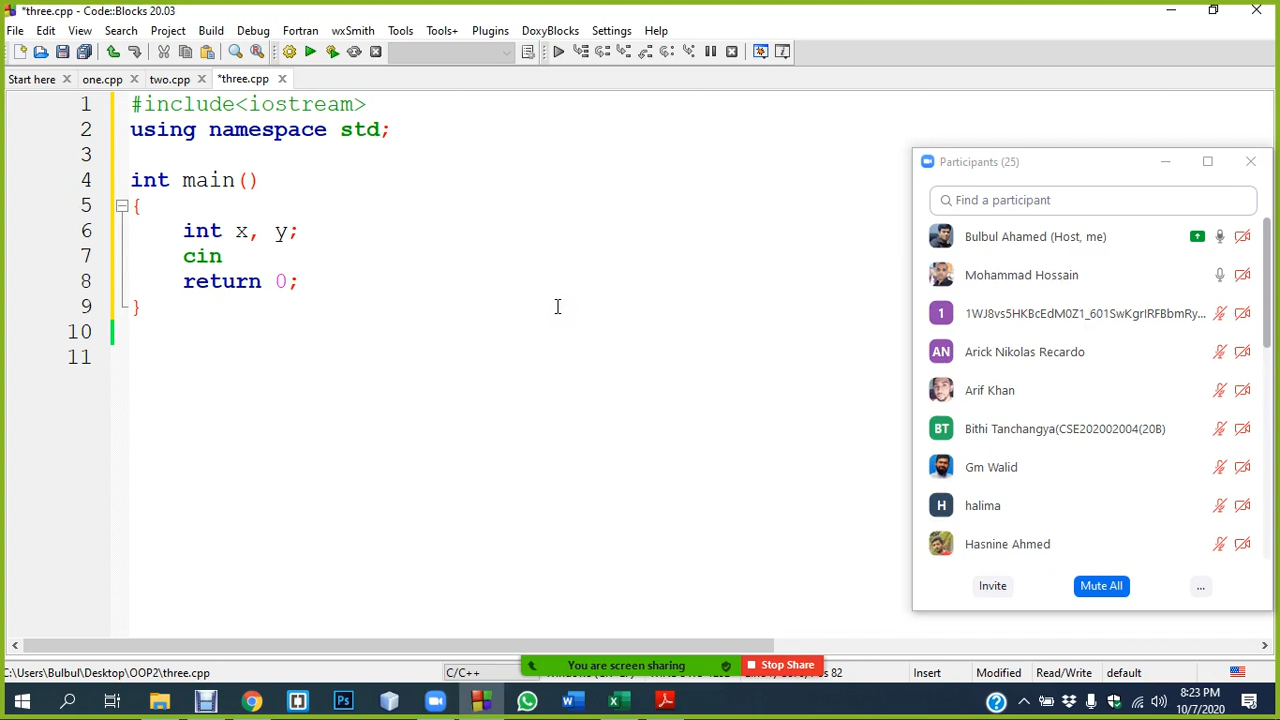 *three.cpp - Code::Blocks 20.03
File Edit View Search Project Build Debug Fortran wxSmith Tools Tools+ Plugins DoxyBlocks Settings Help
Start here one.cpp two.cpp *three.cpp
1 #include<iostream>
2 using namespace std;
3
4 int main()
5 {
6 int x, y;
7 cin
8 return 0;
9 }
10
11
Participants (25)
Find a participant
Bulbul Ahamed (Host, me)
Mohammad Hossain
1 1WJ8vs5HKBcEdM0Z1_601SwKgrIRFBbmRy...
AN Arick Nikolas Recardo
Arif Khan
BT Bithi Tanchangya(CSE202002004(20B)
Gm Walid
H halima
Hasnine Ahmed
Invite Mute All ...
You are screen sharing Stop Share
C:\Users\Bulbul\Desktop\OOP2\three.cpp C/C++ Insert Modified Read/Write default
Ps
8:23 PM
10/7/2020